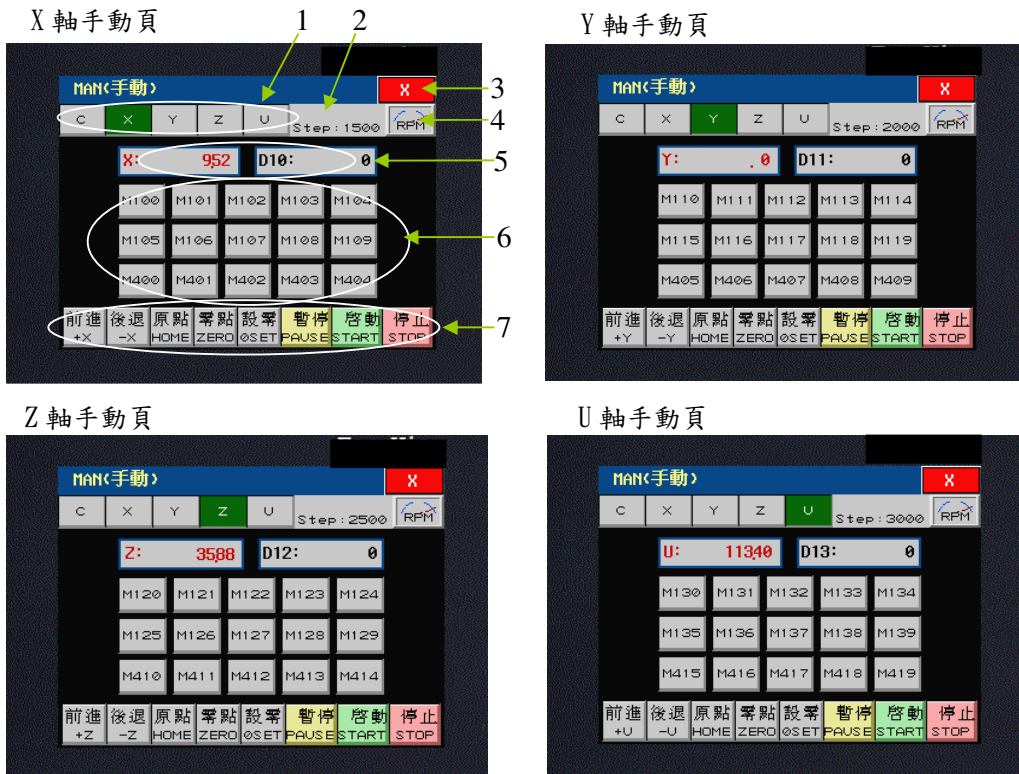 X 軸手動頁
1
2
Y 軸手動頁
MAN(手動)
X
3
C X Y Z U Step:1500 RPM
4
X: 9.52 D10: 0
5
M100 M101 M102 M103 M104
M105 M106 M107 M108 M109
6
M400 M401 M402 M403 M404
前進 後退 原點 零點 設零 暫停 啓動 停止
+X -X HOME ZERO 0SET PAUSE START STOP
7
MAN(手動)
X
C X Y Z U Step:2000 RPM
Y: .0 D11: 0
M110 M111 M112 M113 M114
M115 M116 M117 M118 M119
M405 M406 M407 M408 M409
前進 後退 原點 零點 設零 暫停 啓動 停止
+Y -Y HOME ZERO 0SET PAUSE START STOP
Z 軸手動頁
U 軸手動頁
MAN(手動)
X
C X Y Z U Step:2500 RPM
Z: 35.88 D12: 0
M120 M121 M122 M123 M124
M125 M126 M127 M128 M129
M410 M411 M412 M413 M414
前進 後退 原點 零點 設零 暫停 啓動 停止
+Z -Z HOME ZERO 0SET PAUSE START STOP
MAN(手動)
X
C X Y Z U Step:3000 RPM
U: 113.40 D13: 0
M130 M131 M132 M133 M134
M135 M136 M137 M138 M139
M415 M416 M417 M418 M419
前進 後退 原點 零點 設零 暫停 啓動 停止
+U -U HOME ZERO 0SET PAUSE START STOP